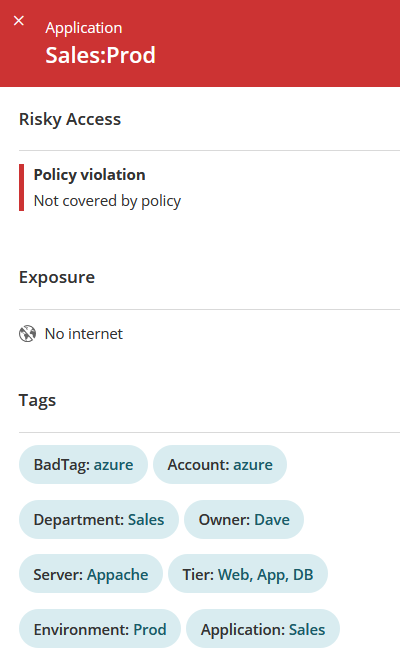 Application
Sales:Prod
Risky Access
Policy violation
Not covered by policy
Exposure
No internet
Tags
BadTag: azure Account: azure
Department: Sales Owner: Dave
Server: Appache Tier: Web, App, DB
Environment: Prod Application: Sales